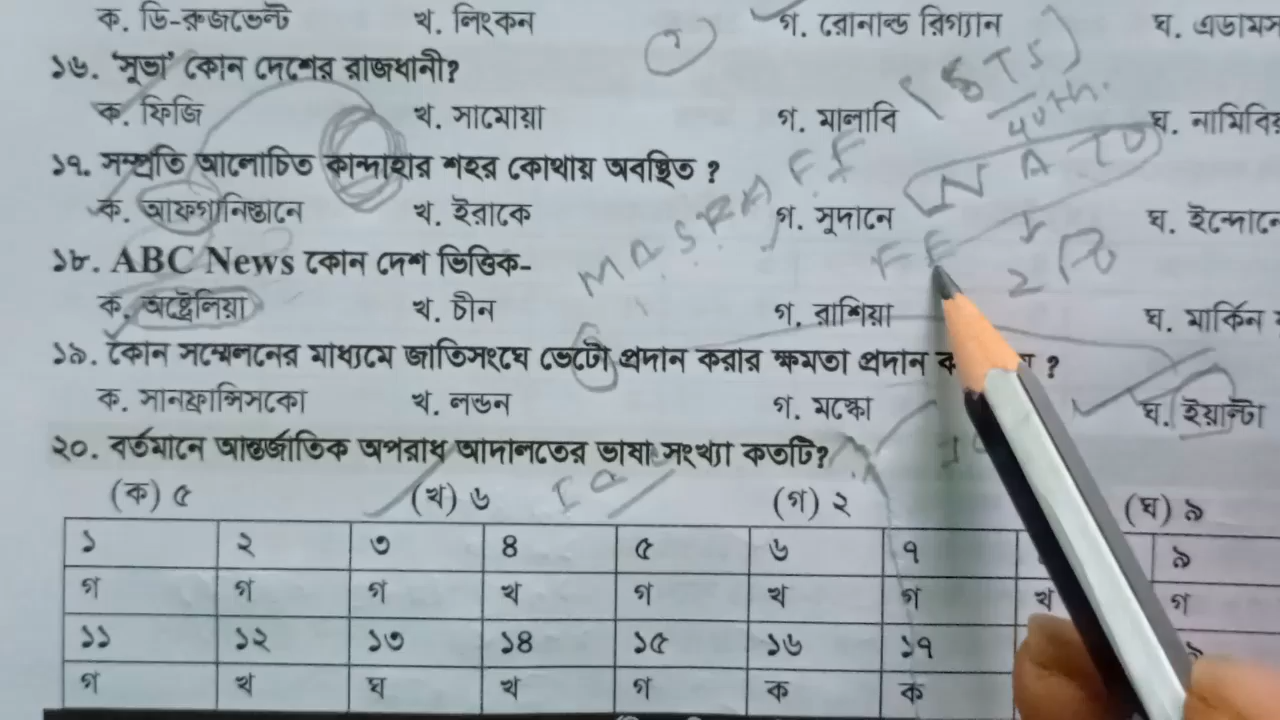 ক. ডি-রুজভেল্ট খ. লিংকন গ. রোনাল্ড রিগ্যান ঘ. এডামস
১৬. 'সুভা' কোন দেশের রাজধানী?
ক. ফিজি খ. সামোয়া গ. মালাবি ঘ. নামিবিয়
১৭. সম্প্রতি আলোচিত কান্দাহার শহর কোথায় অবস্থিত ?
ক. আফগানিস্তানে খ. ইরাকে গ. সুদানে ঘ. ইন্দোনে
১৮. ABC News কোন দেশ ভিত্তিক-
ক. অষ্ট্রেলিয়া খ. চীন গ. রাশিয়া ঘ. মার্কিন
১৯. কোন সম্মেলনের মাধ্যমে জাতিসংঘে ভেটো প্রদান করার ক্ষমতা প্রদান ?
ক. সানফ্রান্সিসকো খ. লন্ডন গ. মস্কো ঘ. ইয়াল্টা
২০. বর্তমানে আন্তর্জাতিক অপরাধ আদালতের ভাষা সংখ্যা কতটি?
(ক) ৫ (খ) ৬ (গ) ২ (ঘ) ৯
১ ২ ৩ ৪ ৫ ৬ ৭ ৯
গ গ গ খ গ খ গ খ গ
১১ ১২ ১৩ ১৪ ১৫ ১৬ ১৭
গ খ ঘ খ গ ক ক
NATO